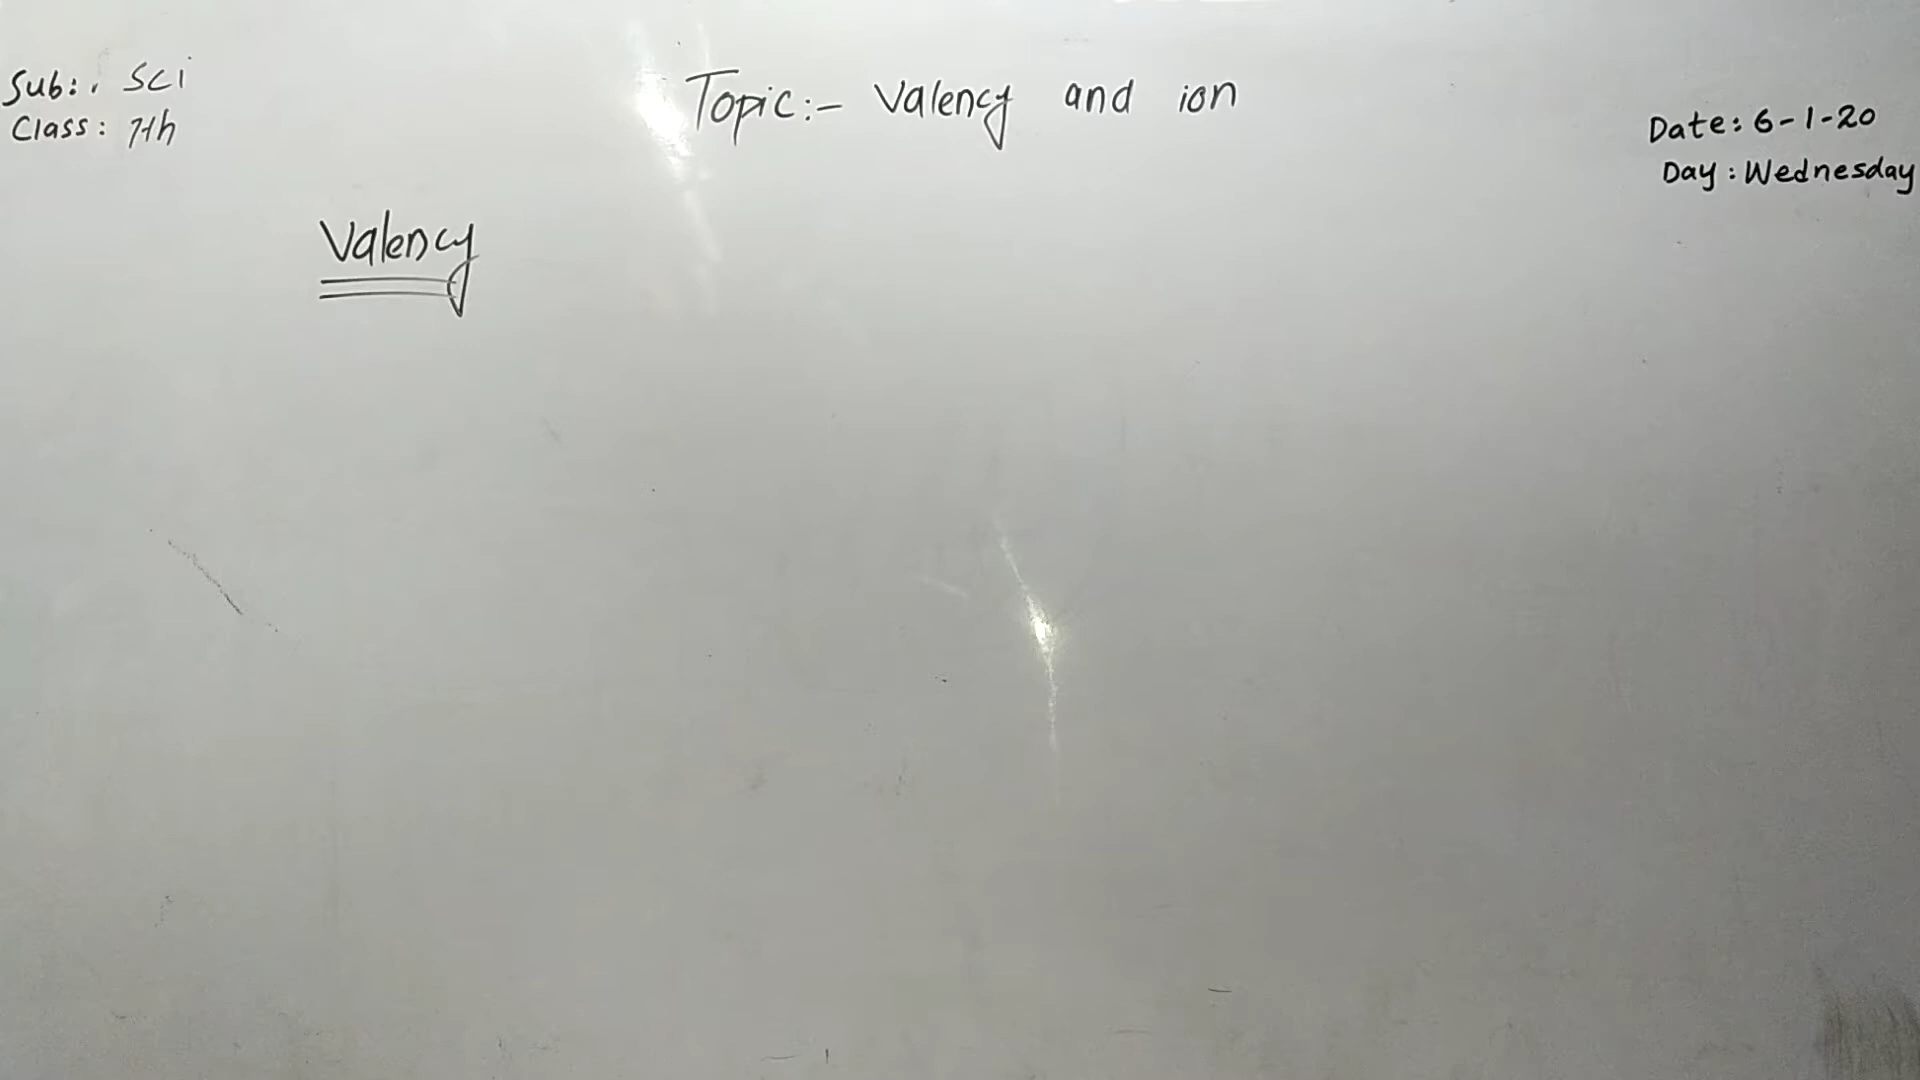 Sub: Sci
Class: 7th
Topic:- Valency and ion
Date: 6-1-20
Day: Wednesday
Valency